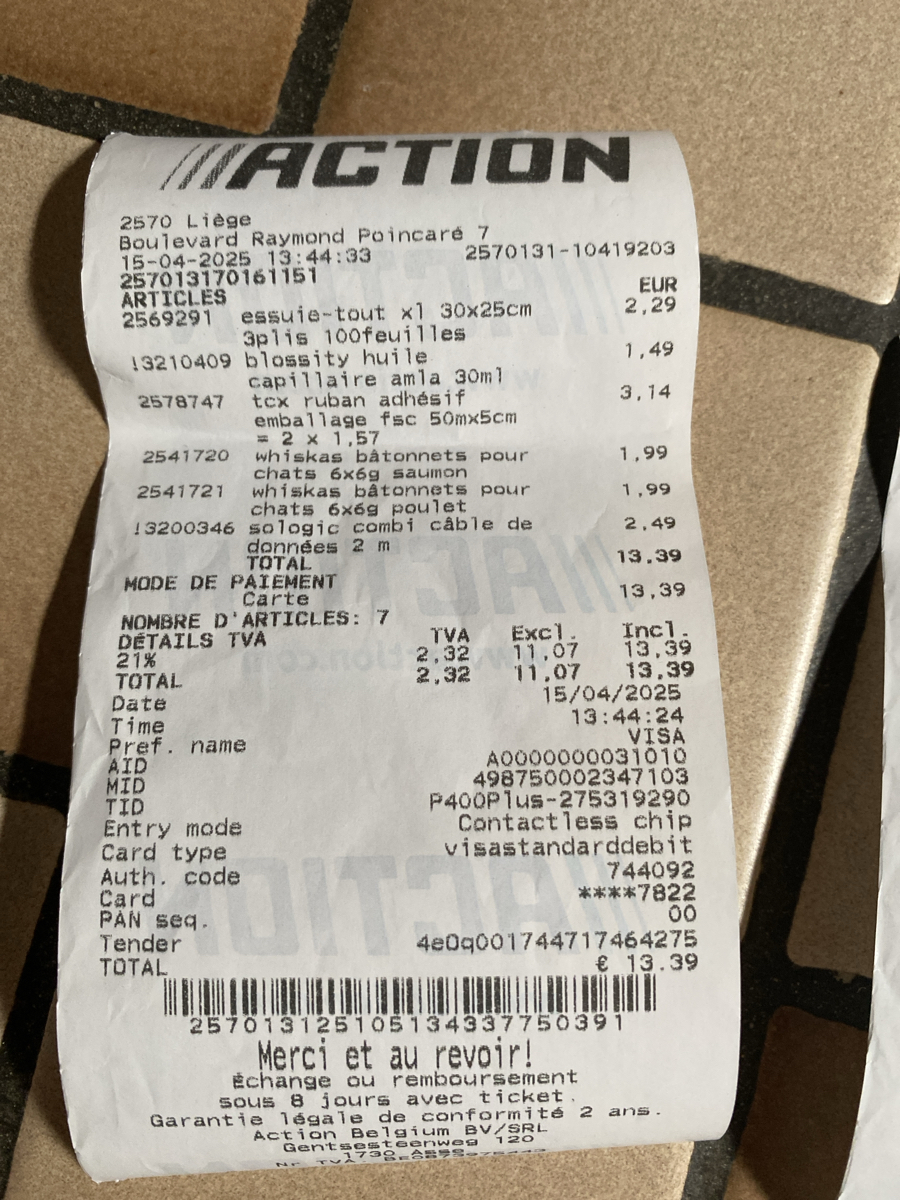 ACTION
2570 Liège
Boulevard Raymond Poincaré 7
15-04-2025 13:44:33 2570131-10419203
257013170161151
ARTICLES EUR
2569291 essuie-tout xl 30x25cm 2,29
3plis 100feuilles
!3210409 blossity huile 1,49
capillaire amla 30ml
2578747 tcx ruban adhésif 3,14
emballage fsc 50mx5cm
= 2 x 1,57
2541720 whiskas bâtonnets pour 1,99
chats 6x6g saumon
2541721 whiskas bâtonnets pour 1,99
chats 6x6g poulet
!3200346 sologic combi câble de 2,49
données 2 m
TOTAL 13,39
MODE DE PAIEMENT
Carte 13,39
NOMBRE D'ARTICLES: 7
DÉTAILS TVA TVA Excl. Incl.
21% 2,32 11,07 13,39
TOTAL 2,32 11,07 13,39
Date 15/04/2025
Time 13:44:24
Pref. name VISA
AID A0000000031010
MID 498750002347103
TID P400Plus-275319290
Entry mode Contactless chip
Card type visastandarddebit
Auth. code 744092
Card ****7822
PAN seq. 00
Tender 4e0q001744717464275
TOTAL € 13.39
257013125105134337750391
Merci et au revoir!
Échange ou remboursement
sous 8 jours avec ticket.
Garantie légale de conformité 2 ans.
Action Belgium BV/SRL
Gentsesteenweg 120
1730 Asse
Nr TVA: